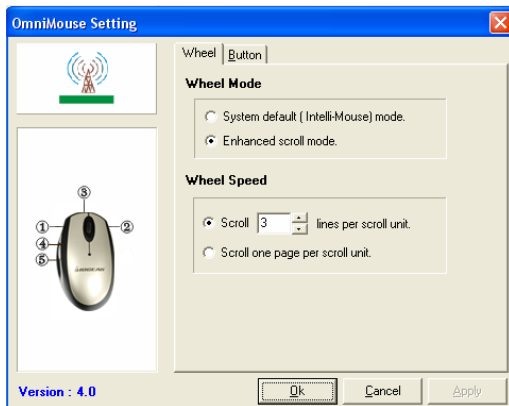 OmniMouse Setting
Wheel Button
Wheel Mode
System default ( Intelli-Mouse) mode.
Enhanced scroll mode.
Wheel Speed
Scroll 3 lines per scroll unit.
Scroll one page per scroll unit.
③
① ②
④
⑤
IOGEAR
Version : 4.0
Ok Cancel Apply